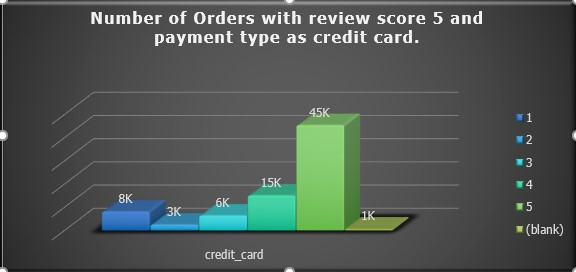 Number of Orders with review score 5 and
payment type as credit card.
8K
3K
6K
15K
45K
1K
credit_card
1
2
3
4
5
(blank)